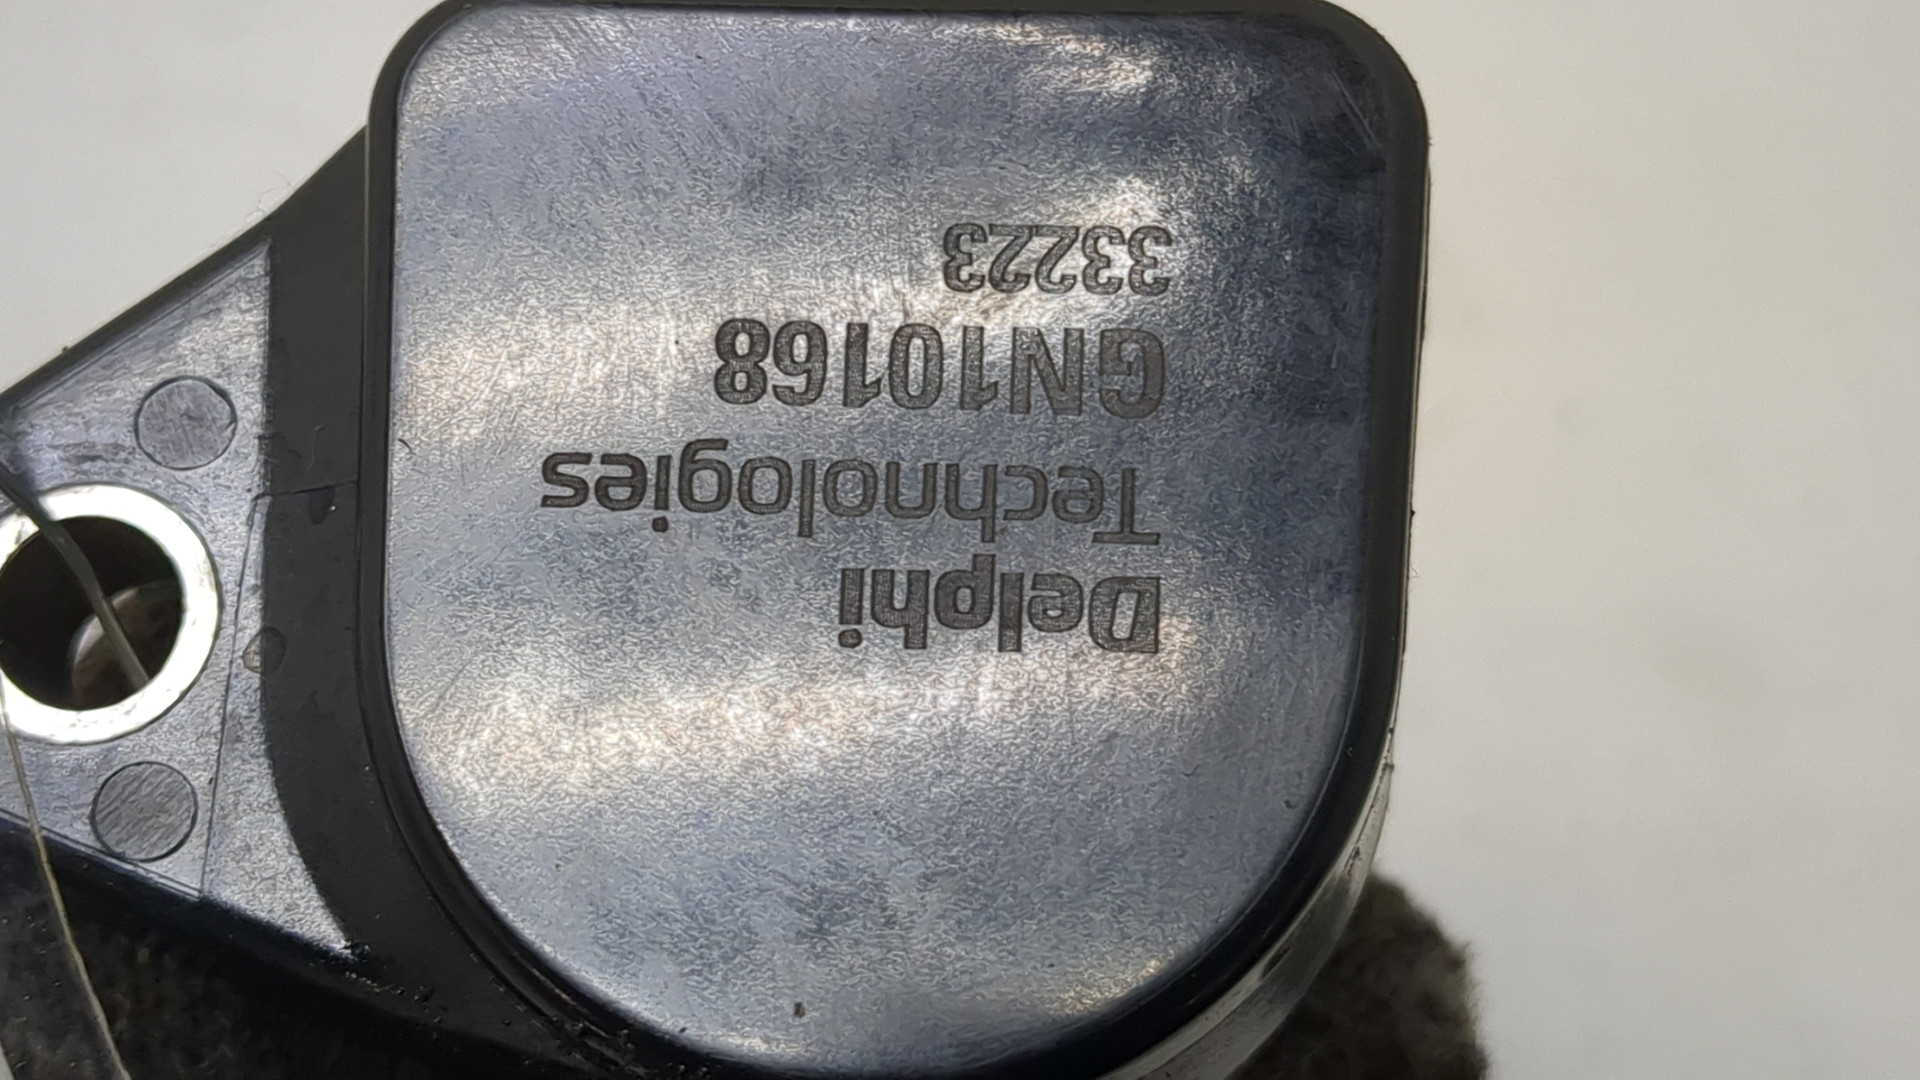 Delphi
Technologies
GN10168
33223